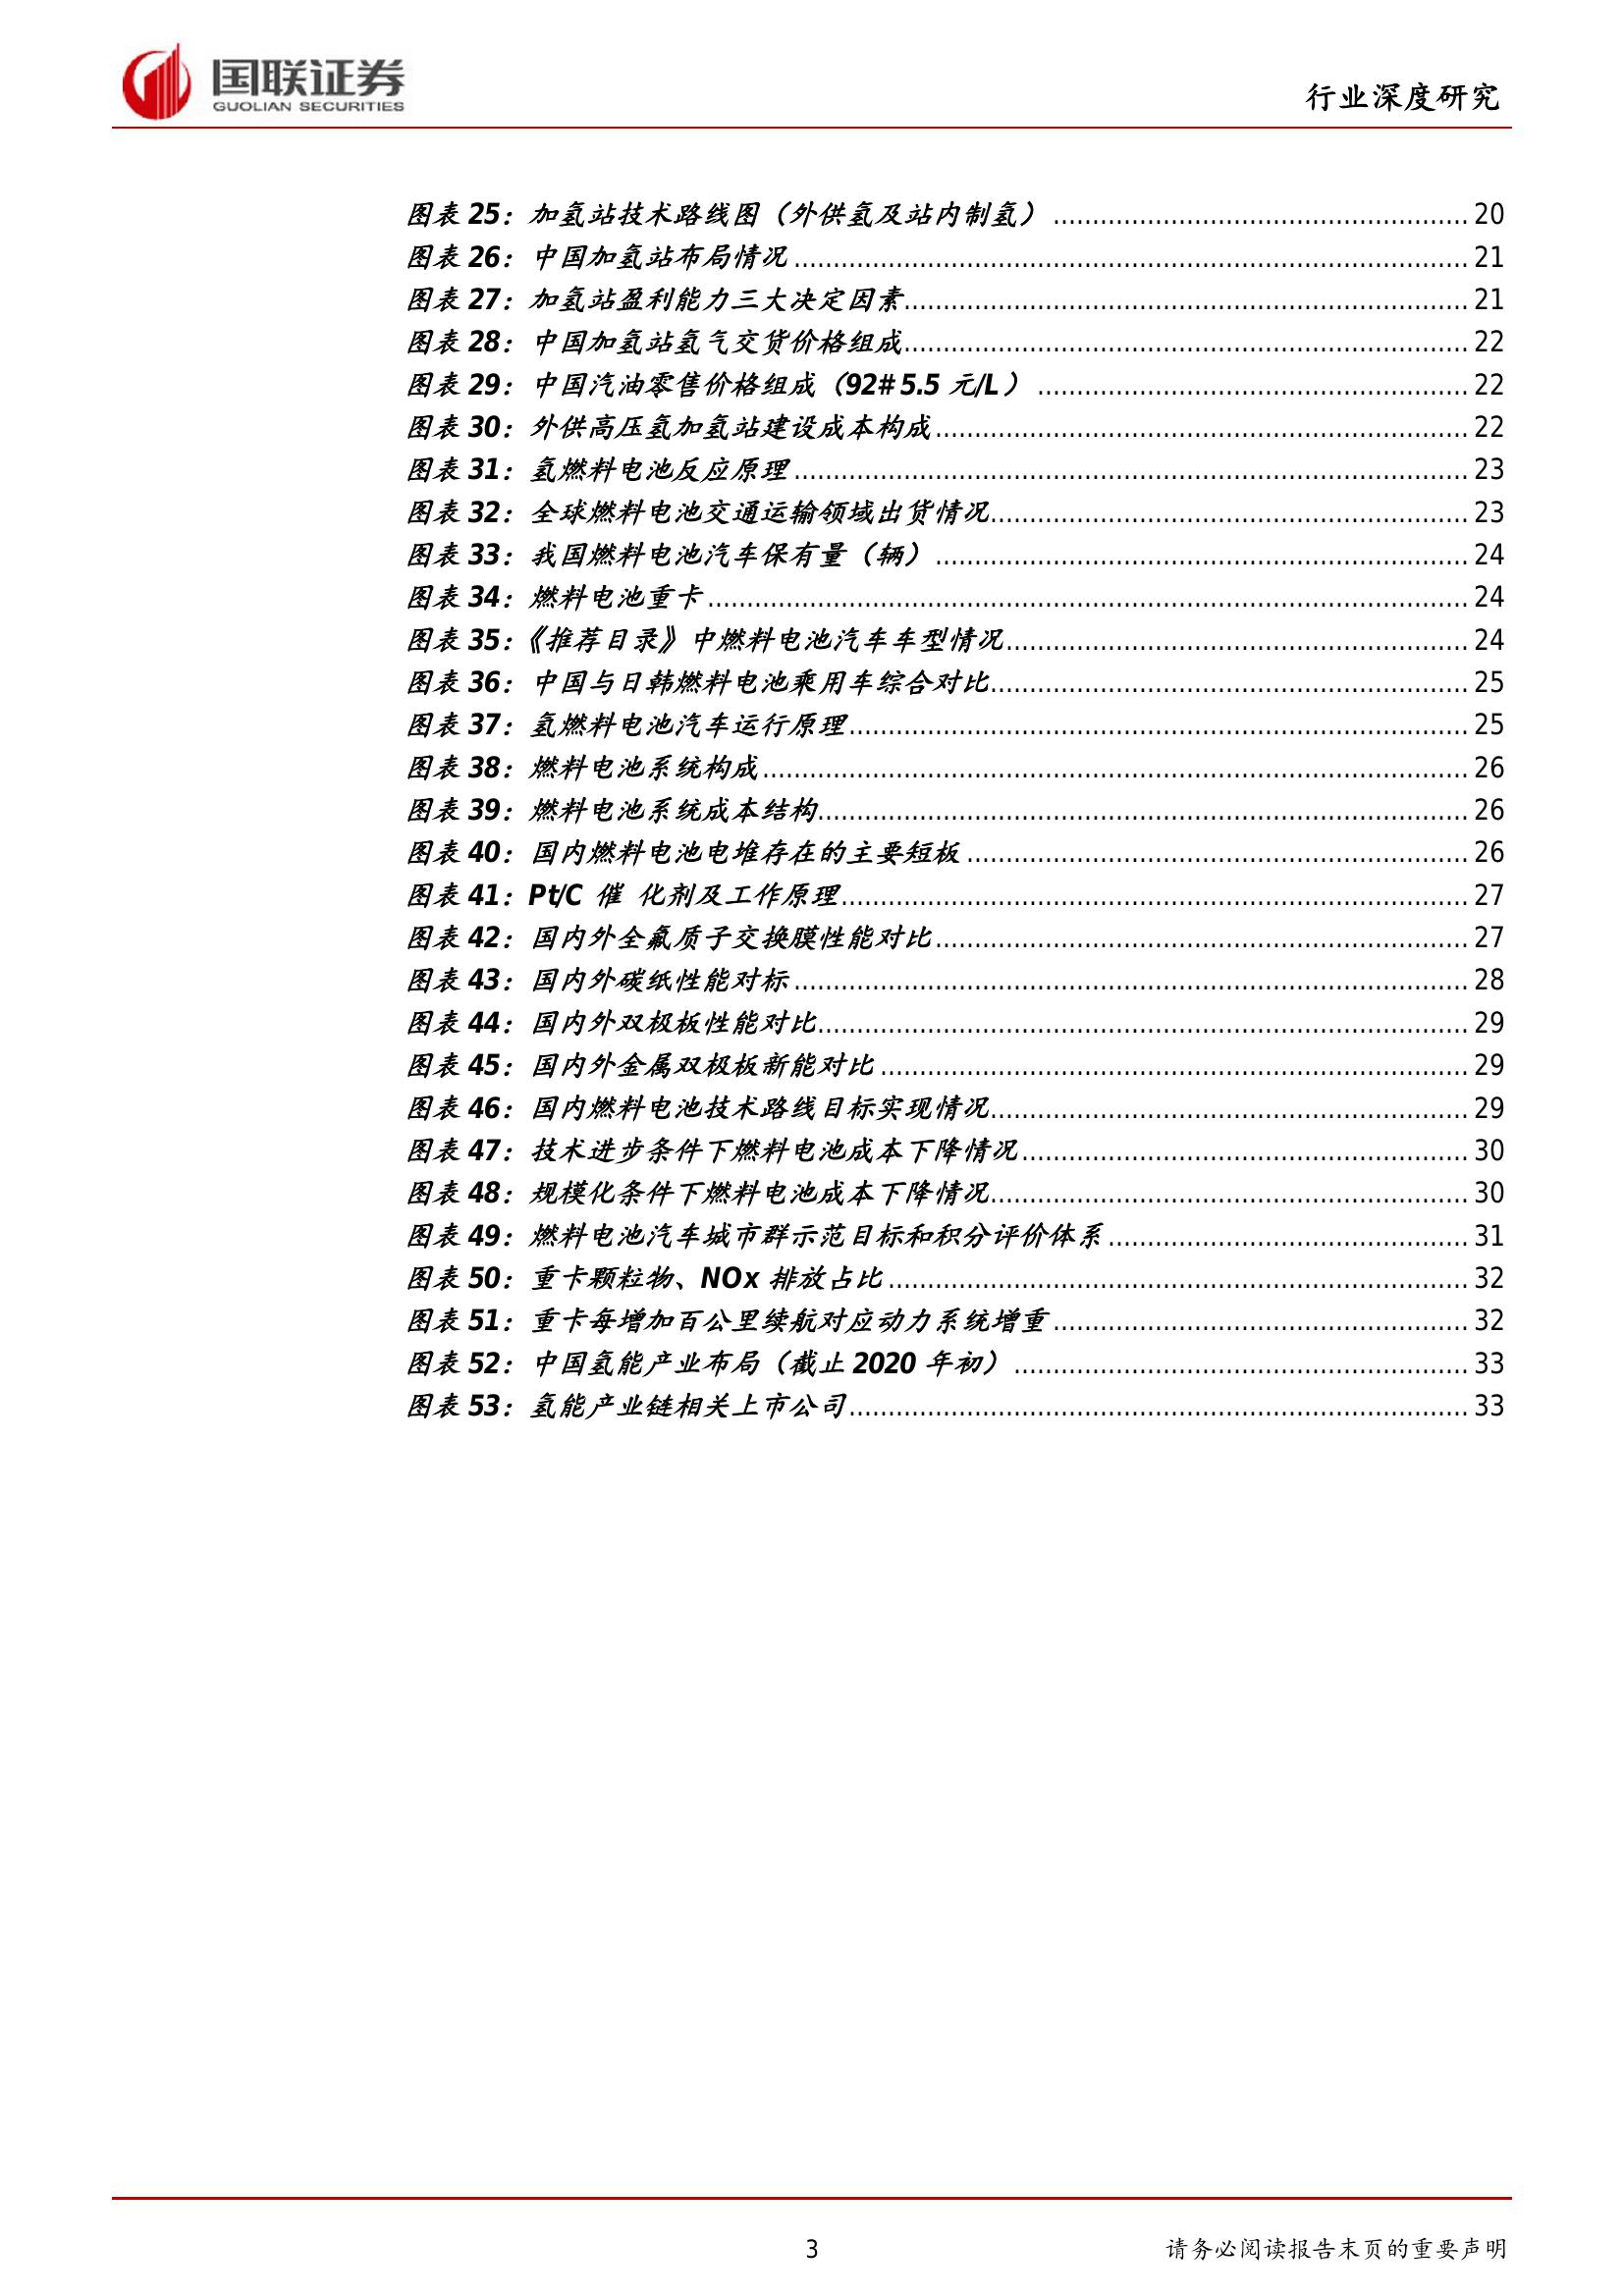 国联证券
GUOLIAN SECURITIES
行业深度研究
图表 25：加氢站技术路线图（外供氢及站内制氢）........ 20
图表 26：中国加氢站布局情况........ 21
图表 27：加氢站盈利能力三大决定因素........ 21
图表 28：中国加氢站氢气交货价格组成........ 22
图表 29：中国汽油零售价格组成（92# 5.5 元/L）........ 22
图表 30：外供高压氢加氢站建设成本构成........ 22
图表 31：氢燃料电池反应原理........ 23
图表 32：全球燃料电池交通运输领域出货情况........ 23
图表 33：我国燃料电池汽车保有量（辆）........ 24
图表 34：燃料电池重卡........ 24
图表 35：《推荐目录》中燃料电池汽车车型情况........ 24
图表 36：中国与日韩燃料电池乘用车综合对比........ 25
图表 37：氢燃料电池汽车运行原理........ 25
图表 38：燃料电池系统构成........ 26
图表 39：燃料电池系统成本结构........ 26
图表 40：国内燃料电池电堆存在的主要短板........ 26
图表 41：Pt/C 催 化剂及工作原理........ 27
图表 42：国内外全氟质子交换膜性能对比........ 27
图表 43：国内外碳纸性能对标........ 28
图表 44：国内外双极板性能对比........ 29
图表 45：国内外金属双极板新能对比........ 29
图表 46：国内燃料电池技术路线目标实现情况........ 29
图表 47：技术进步条件下燃料电池成本下降情况........ 30
图表 48：规模化条件下燃料电池成本下降情况........ 30
图表 49：燃料电池汽车城市群示范目标和积分评价体系........ 31
图表 50：重卡颗粒物、NOx 排放占比........ 32
图表 51：重卡每增加百公里续航对应动力系统增重........ 32
图表 52：中国氢能产业布局（截止 2020 年初）........ 33
图表 53：氢能产业链相关上市公司........ 33
3
请务必阅读报告末页的重要声明